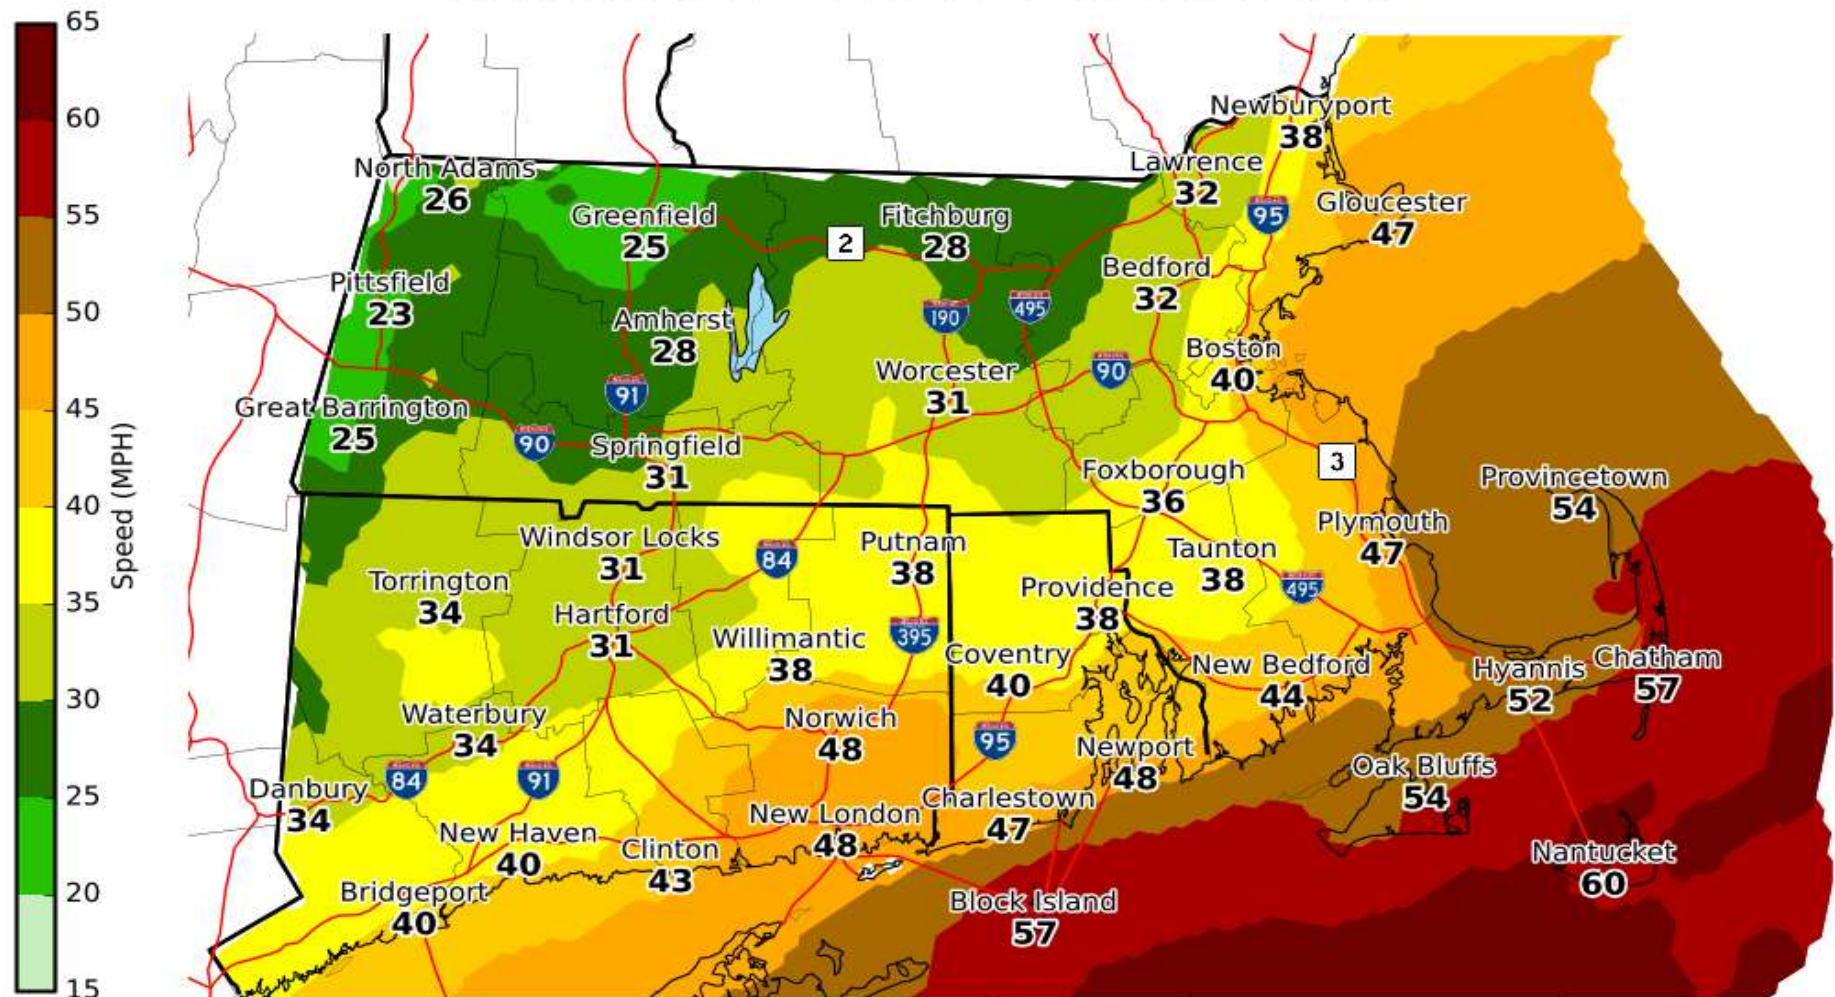 65
60
55
50
45
40
35
30
25
20
15
Speed (MPH)
Newburyport
38
North Adams
26
Lawrence
32
Greenfield
25
Fitchburg
28
95
Gloucester
47
2
Pittsfield
23
Bedford
32
Amherst
28
190
495
Boston
40
Worcester
31
90
91
Great Barrington
25
90
Springfield
31
3
Foxborough
36
Provincetown
54
Plymouth
47
Windsor Locks
31
84
Putnam
38
Taunton
38
Torrington
34
Providence
38
495
Hartford
31
Willimantic
38
395
Coventry
40
New Bedford
44
Hyannis
52
Chatham
57
Waterbury
34
Norwich
48
95
Newport
48
84
91
Oak Bluffs
54
Danbury
34
Charlestown
47
New London
48
New Haven
40
Clinton
43
Nantucket
60
Bridgeport
40
Block Island
57